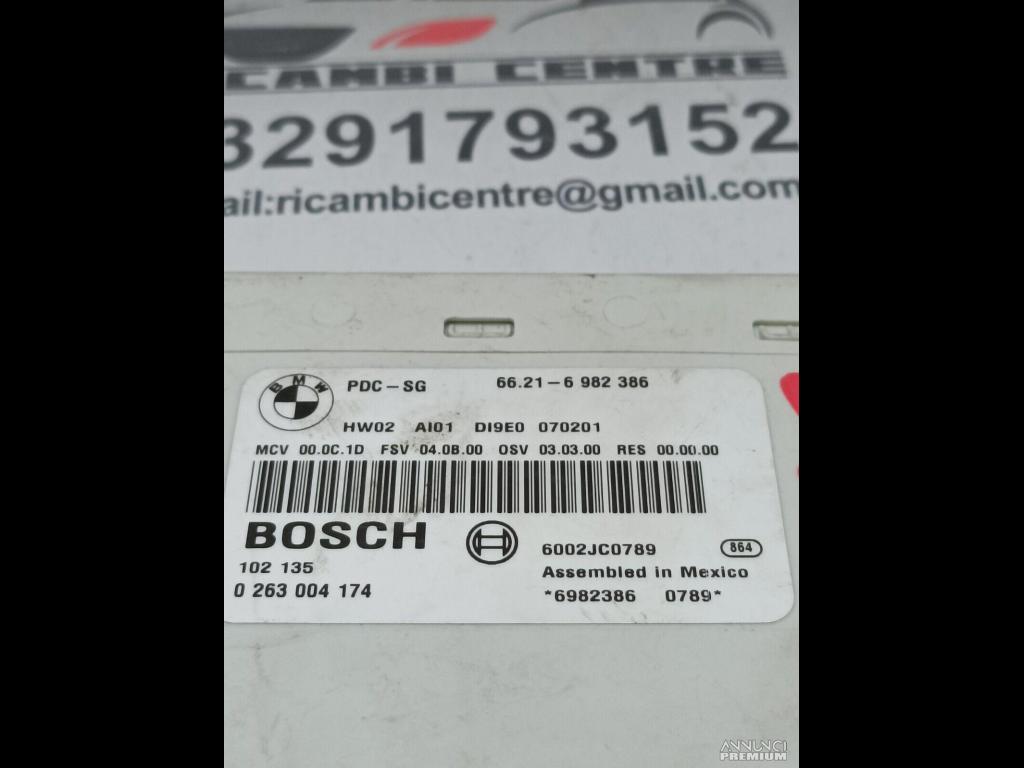 RICAMBI CENTRE
3291793152
ail:ricambicentre@gmail.com
BMW
PDC-SG 66.21-6 982 386
HW02 AI01 DI9E0 070201
MCV 00.0C.1D FSV 04.0B.00 OSV 03.03.00 RES 00.00.00
BOSCH
6002JC0789 864
102 135 Assembled in Mexico
0 263 004 174 *6982386 0789*
ANNUNCI
PREMIUM